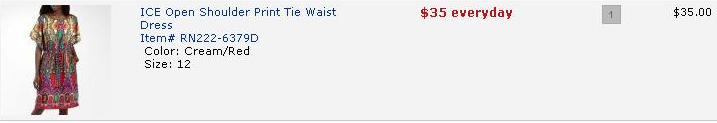 ICE Open Shoulder Print Tie Waist
Dress
Item# RN222-6379D
Color: Cream/Red
Size: 12
$35 everyday
1
$35.00